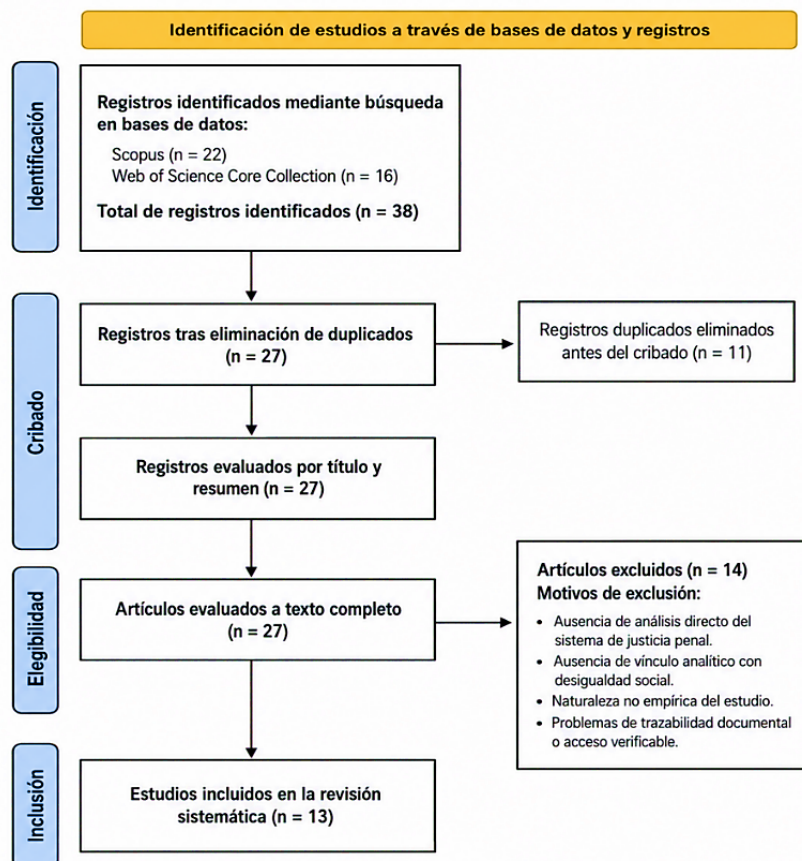 Identificación de estudios a través de bases de datos y registros
Identificación
Registros identificados mediante búsqueda
en bases de datos:
Scopus (n = 22)
Web of Science Core Collection (n = 16)
Total de registros identificados (n = 38)
Cribado
Registros tras eliminación de duplicados
(n = 27)
Registros duplicados eliminados
antes del cribado (n = 11)
Registros evaluados por título y
resumen (n = 27)
Elegibilidad
Artículos evaluados a texto completo
(n = 27)
Artículos excluidos (n = 14)
Motivos de exclusión:
• Ausencia de análisis directo del
sistema de justicia penal.
• Ausencia de vínculo analítico con
desigualdad social.
• Naturaleza no empírica del estudio.
• Problemas de trazabilidad documental
o acceso verificable.
Inclusión
Estudios incluidos en la revisión
sistemática (n = 13)